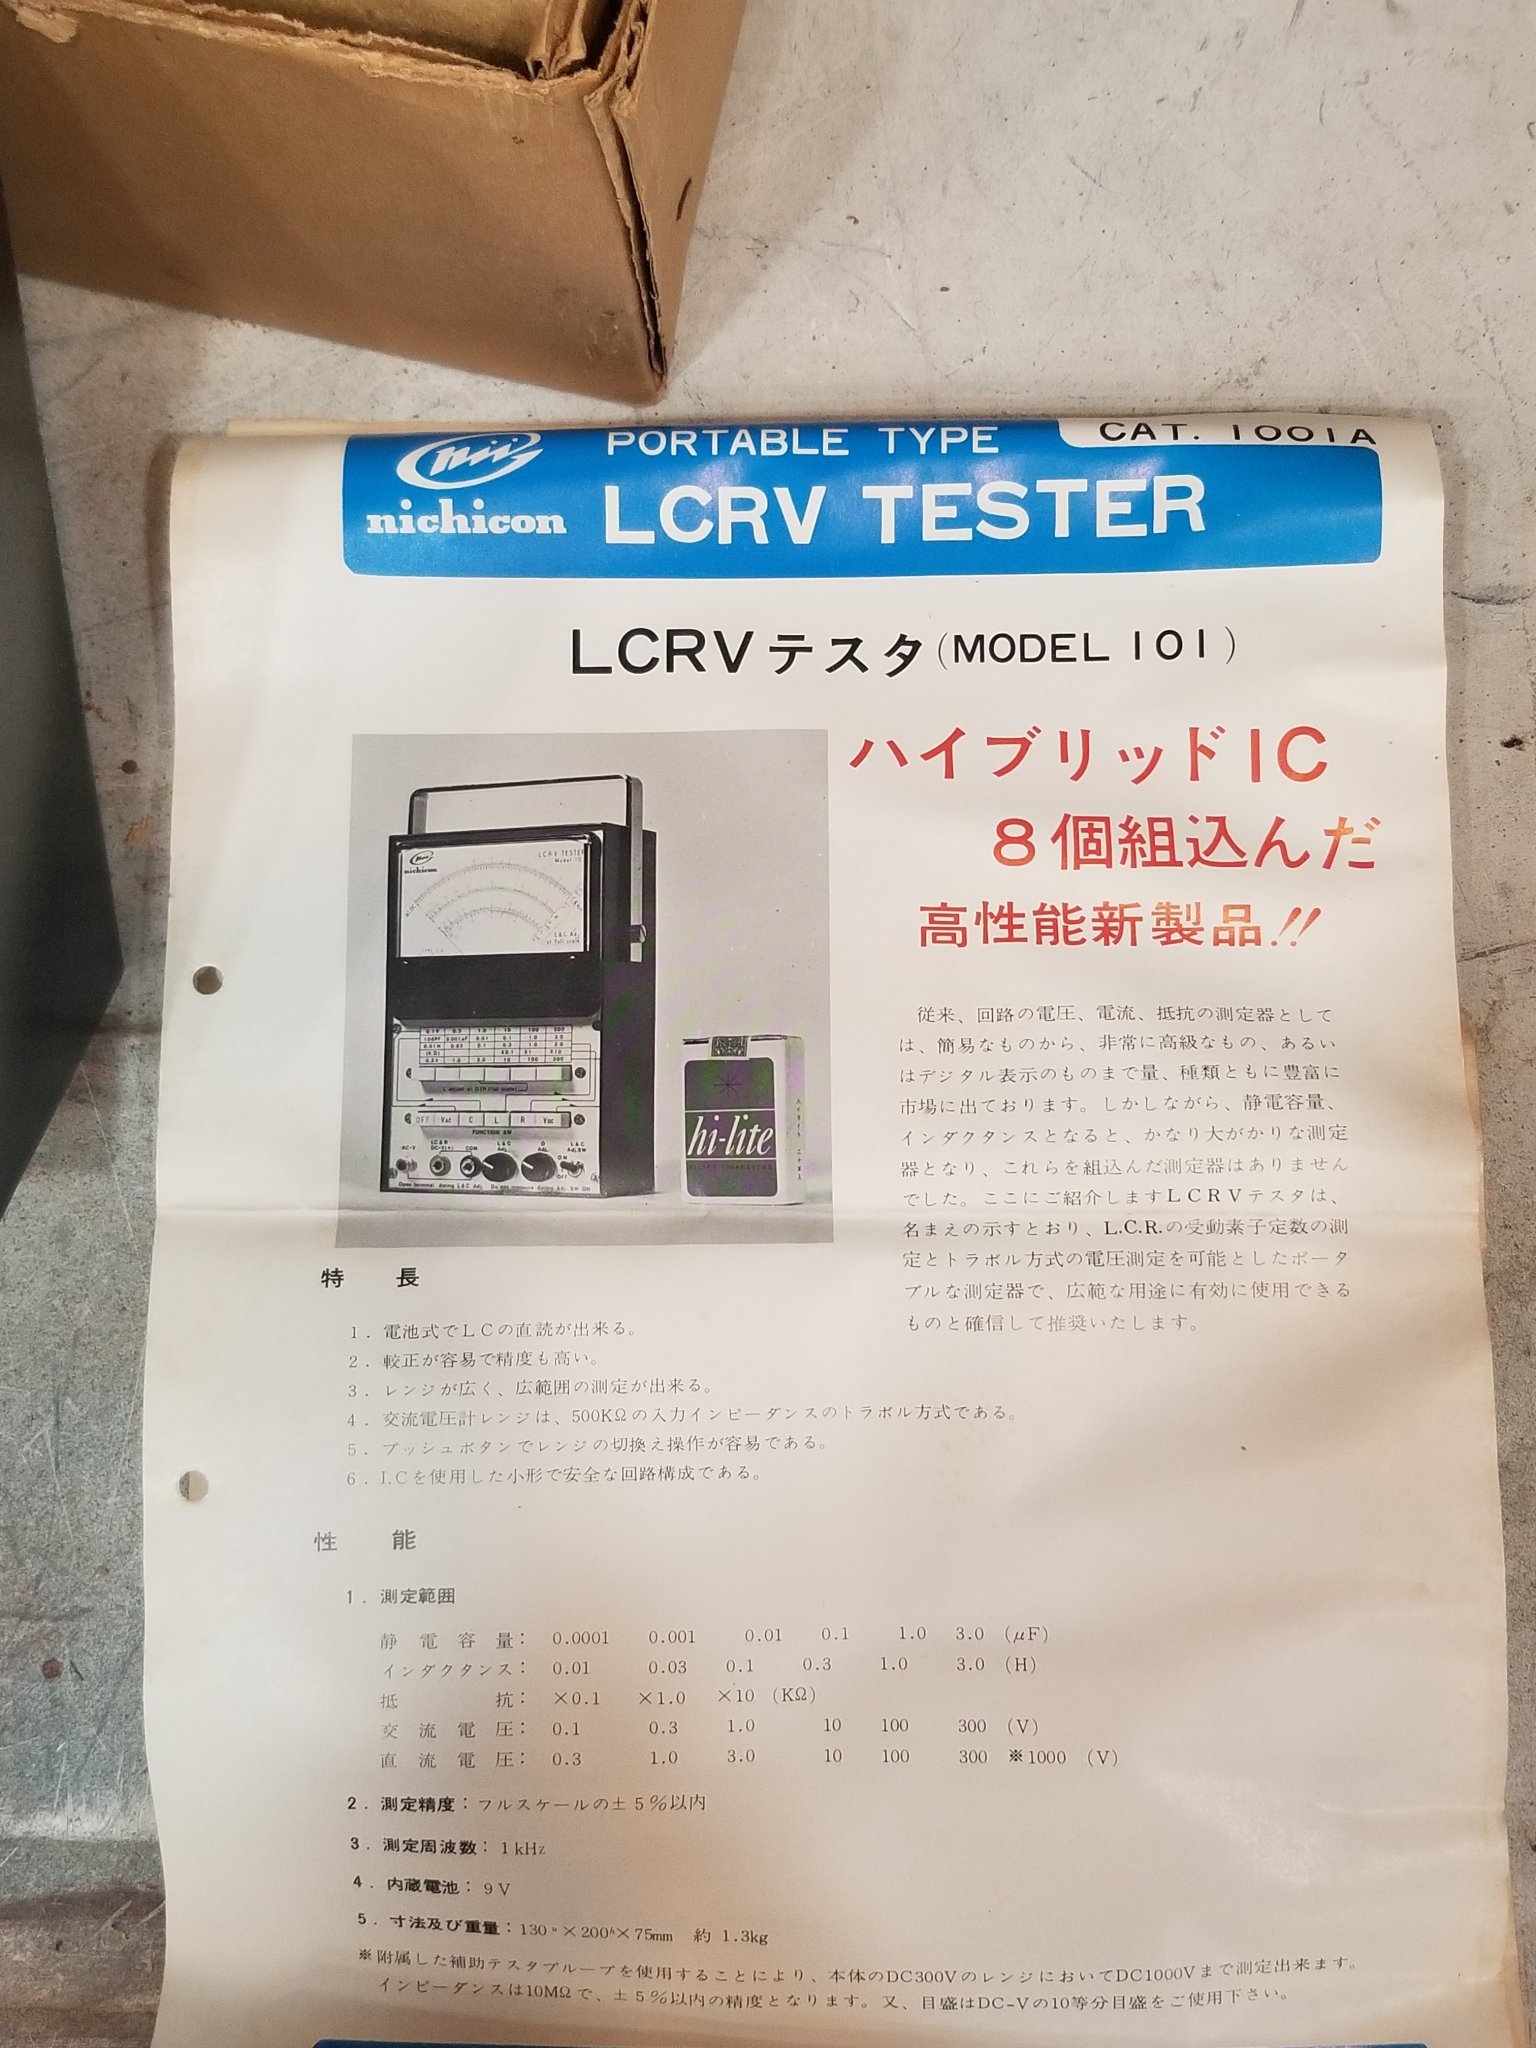 PORTABLE TYPE
CAT. 1001A
nichicon
LCRV TESTER
LCRVテスタ(MODEL 101)
ハイブリッドIC
8個組込んだ
高性能新製品!!
nichicon
LCRV TESTER
OFF VAC C L R VDC
FUNCTION SW
hi-lite
従来、回路の電圧、電流、抵抗の測定器として
は、簡易なものから、非常に高級なもの、あるい
はデジタル表示のものまで量、種類ともに豊富に
市場に出ております。しかしながら、静電容量、
インダクタンスとなると、かなり大がかりな測定
器となり、これらを組込んだ測定器はありません
でした。ここにご紹介しますLCRVテスタは、
名まえの示すとおり、L.C.R.の受動素子定数の測
定とトラボル方式の電圧測定を可能としたポータ
ブルな測定器で、広範な用途に有効に使用できる
ものと確信して推奨いたします。
特 長
1. 電池式でLCの直読が出来る。
2. 較正が容易で精度も高い。
3. レンジが広く、広範囲の測定が出来る。
4. 交流電圧計レンジは、500KΩの入力インピーダンスのトラボル方式である。
5. プッシュボタンでレンジの切換え操作が容易である。
6. I.Cを使用した小形で安全な回路構成である。
性 能
1. 測定範囲
静電容量: 0.0001 0.001 0.01 0.1 1.0 3.0 (μF)
インダクタンス: 0.01 0.03 0.1 0.3 1.0 3.0 (H)
抵抗: ×0.1 ×1.0 ×10 (KΩ)
交流電圧: 0.1 0.3 1.0 10 100 300 (V)
直流電圧: 0.3 1.0 3.0 10 100 300 ※1000 (V)
2. 測定精度:フルスケールの±5%以内
3. 測定周波数:1kHz
4. 内蔵電池:9V
5. 寸法及び重量:130ʷ×200ʰ×75mm 約1.3kg
※附属した補助テスタプループを使用することにより、本体のDC300VのレンジにおいてDC1000Vまで測定出来ます。
インピーダンスは10MΩで、±5%以内の精度となります。又、目盛はDC-Vの10等分目盛をご使用下さい。